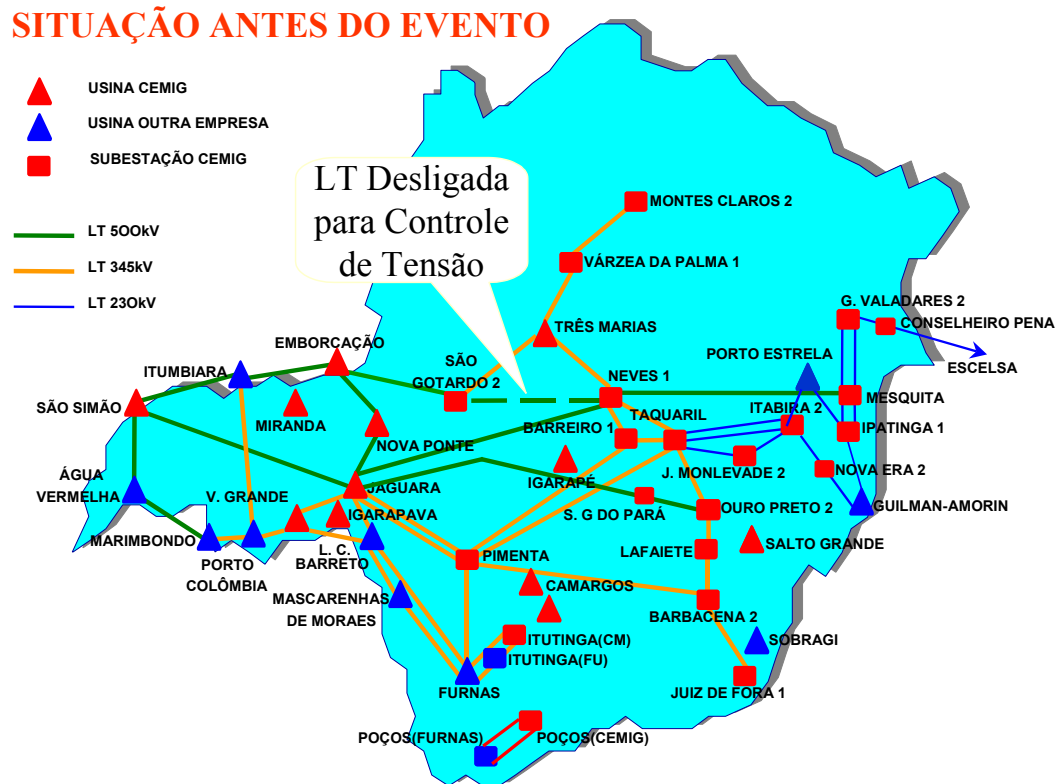 SITUAÇÃO ANTES DO EVENTO
USINA CEMIG
USINA OUTRA EMPRESA
SUBESTAÇÃO CEMIG
LT 500kV
LT 345kV
LT 230kV
LT Desligada
para Controle
de Tensão
MONTES CLAROS 2
VÁRZEA DA PALMA 1
TRÊS MARIAS
G. VALADARES 2
CONSELHEIRO PENA
ESCELSA
PORTO ESTRELA
EMBORCAÇÃO
ITUMBIARA
SÃO
GOTARDO 2
NEVES 1
MESQUITA
SÃO SIMÃO
MIRANDA
TAQUARIL
ITABIRA 2
BARREIRO 1
IPATINGA 1
NOVA PONTE
IGARAPÉ
J. MONLEVADE 2
NOVA ERA 2
ÁGUA
VERMELHA
V. GRANDE
JAGUARA
IGARAPAVA
S. G DO PARÁ
OURO PRETO 2
GUILMAN-AMORIN
MARIMBONDO
PORTO
COLÔMBIA
L. C.
BARRETO
PIMENTA
LAFAIETE
SALTO GRANDE
MASCARENHAS
DE MORAES
CAMARGOS
BARBACENA 2
ITUTINGA(CM)
ITUTINGA(FU)
SOBRAGI
FURNAS
JUIZ DE FORA 1
POÇOS(FURNAS)
POÇOS(CEMIG)